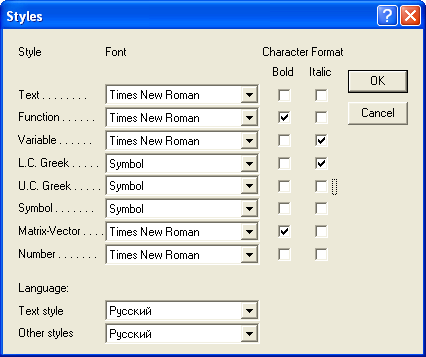 Styles
Style Font Character Format
Bold Italic
OK
Text . . . . . . . . Times New Roman
Function . . . . . . Times New Roman
Cancel
Variable . . . . . . Times New Roman
L.C. Greek . . . . . Symbol
U.C. Greek . . . . . Symbol
Symbol . . . . . . . Symbol
Matrix-Vector . . . . Times New Roman
Number . . . . . . . Times New Roman
Language:
Text style Русский
Other styles Русский